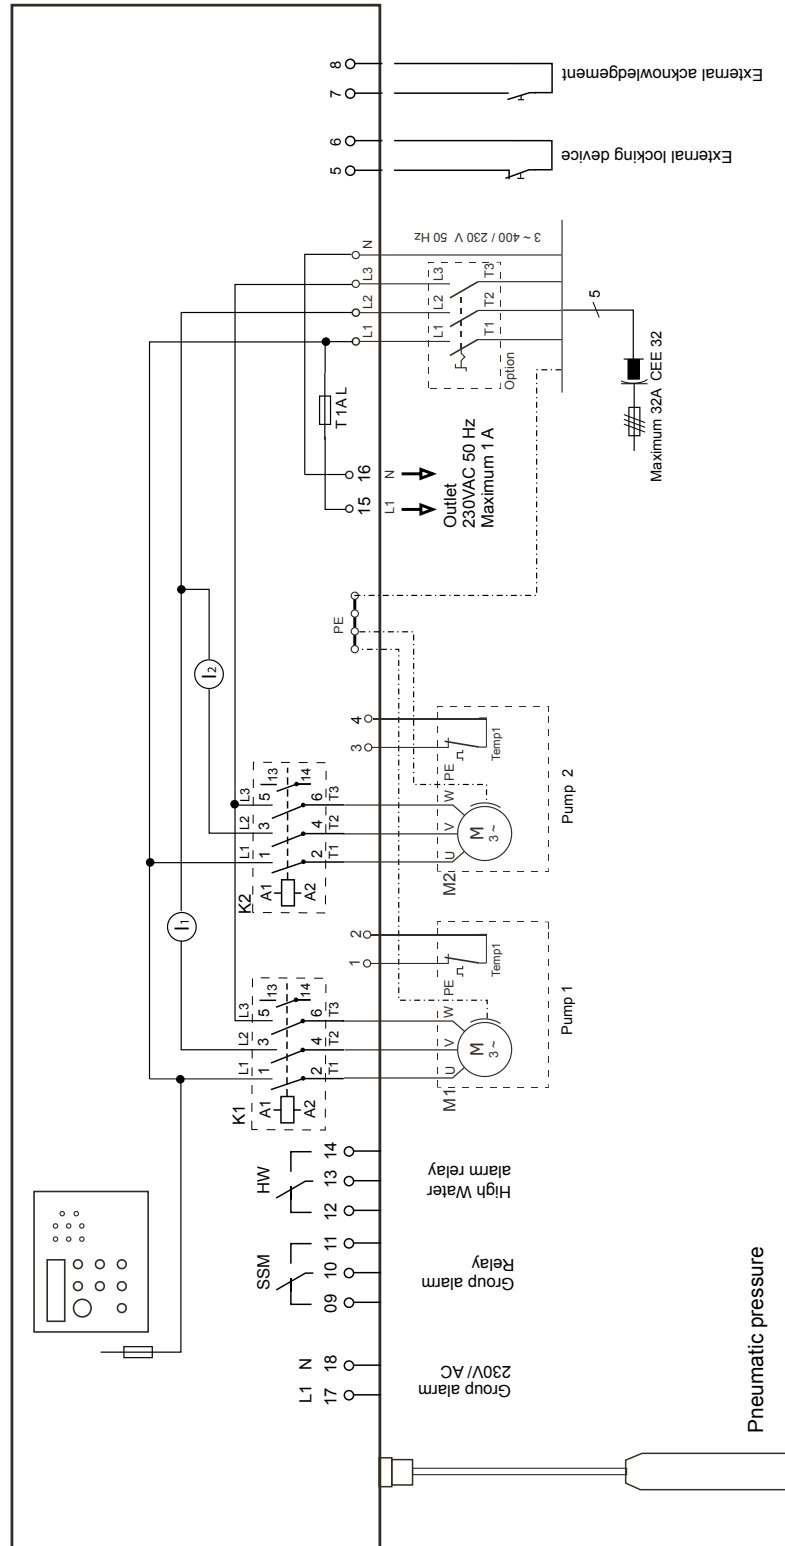 Pneumatic pressure
L1 N
17 18
Group alarm
230V/ AC
SSM
09 10 11
Group alarm
Relay
HW
12 13 14
High Water
alarm relay
K1
A1
A2
L1 L2 L3
1 3 5 13
2 4 6 14
T1 T2 T3
I1
1 2
M1
U V W PE
M
3 ~
Temp1
Pump 1
K2
A1
A2
L1 L2 L3
1 3 5 13
2 4 6 14
T1 T2 T3
I2
3 4
M2
U V W PE
M
3 ~
Temp1
Pump 2
PE
T1A L
15 16
L1 N
Outlet
230VAC 50 Hz
Maximum 1 A
L1 L2 L3 N
L1 L2 L3
T1 T2 T3
Option
3 ~ 400 / 230 V 50 Hz
5
Maximum 32A CEE 32
5 6
External locking device
7 8
External acknowledgement